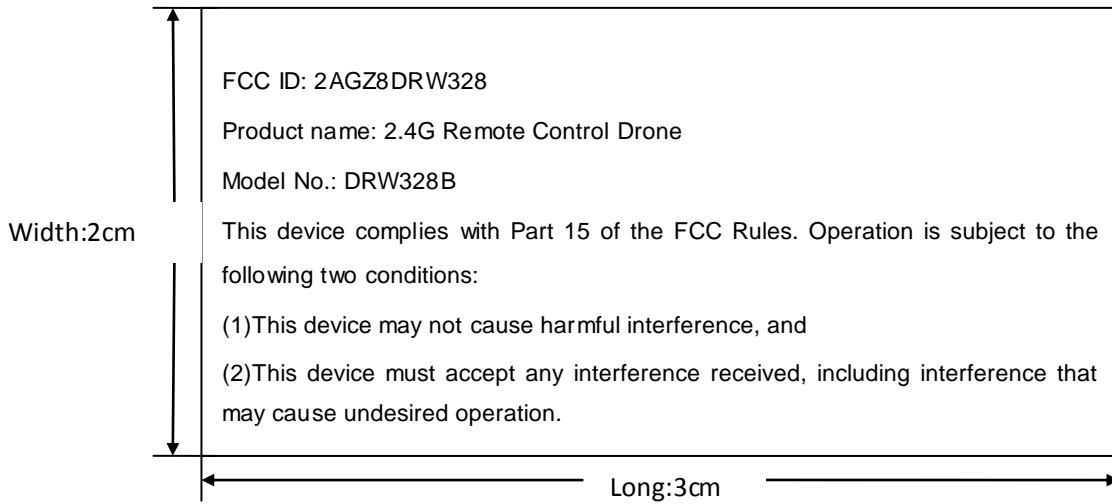 FCC ID: 2AGZ8DRW328
Product name: 2.4G Remote Control Drone
Model No.: DRW328B
Width:2cm
This device complies with Part 15 of the FCC Rules. Operation is subject to the
following two conditions:
(1)This device may not cause harmful interference, and
(2)This device must accept any interference received, including interference that
may cause undesired operation.
Long:3cm